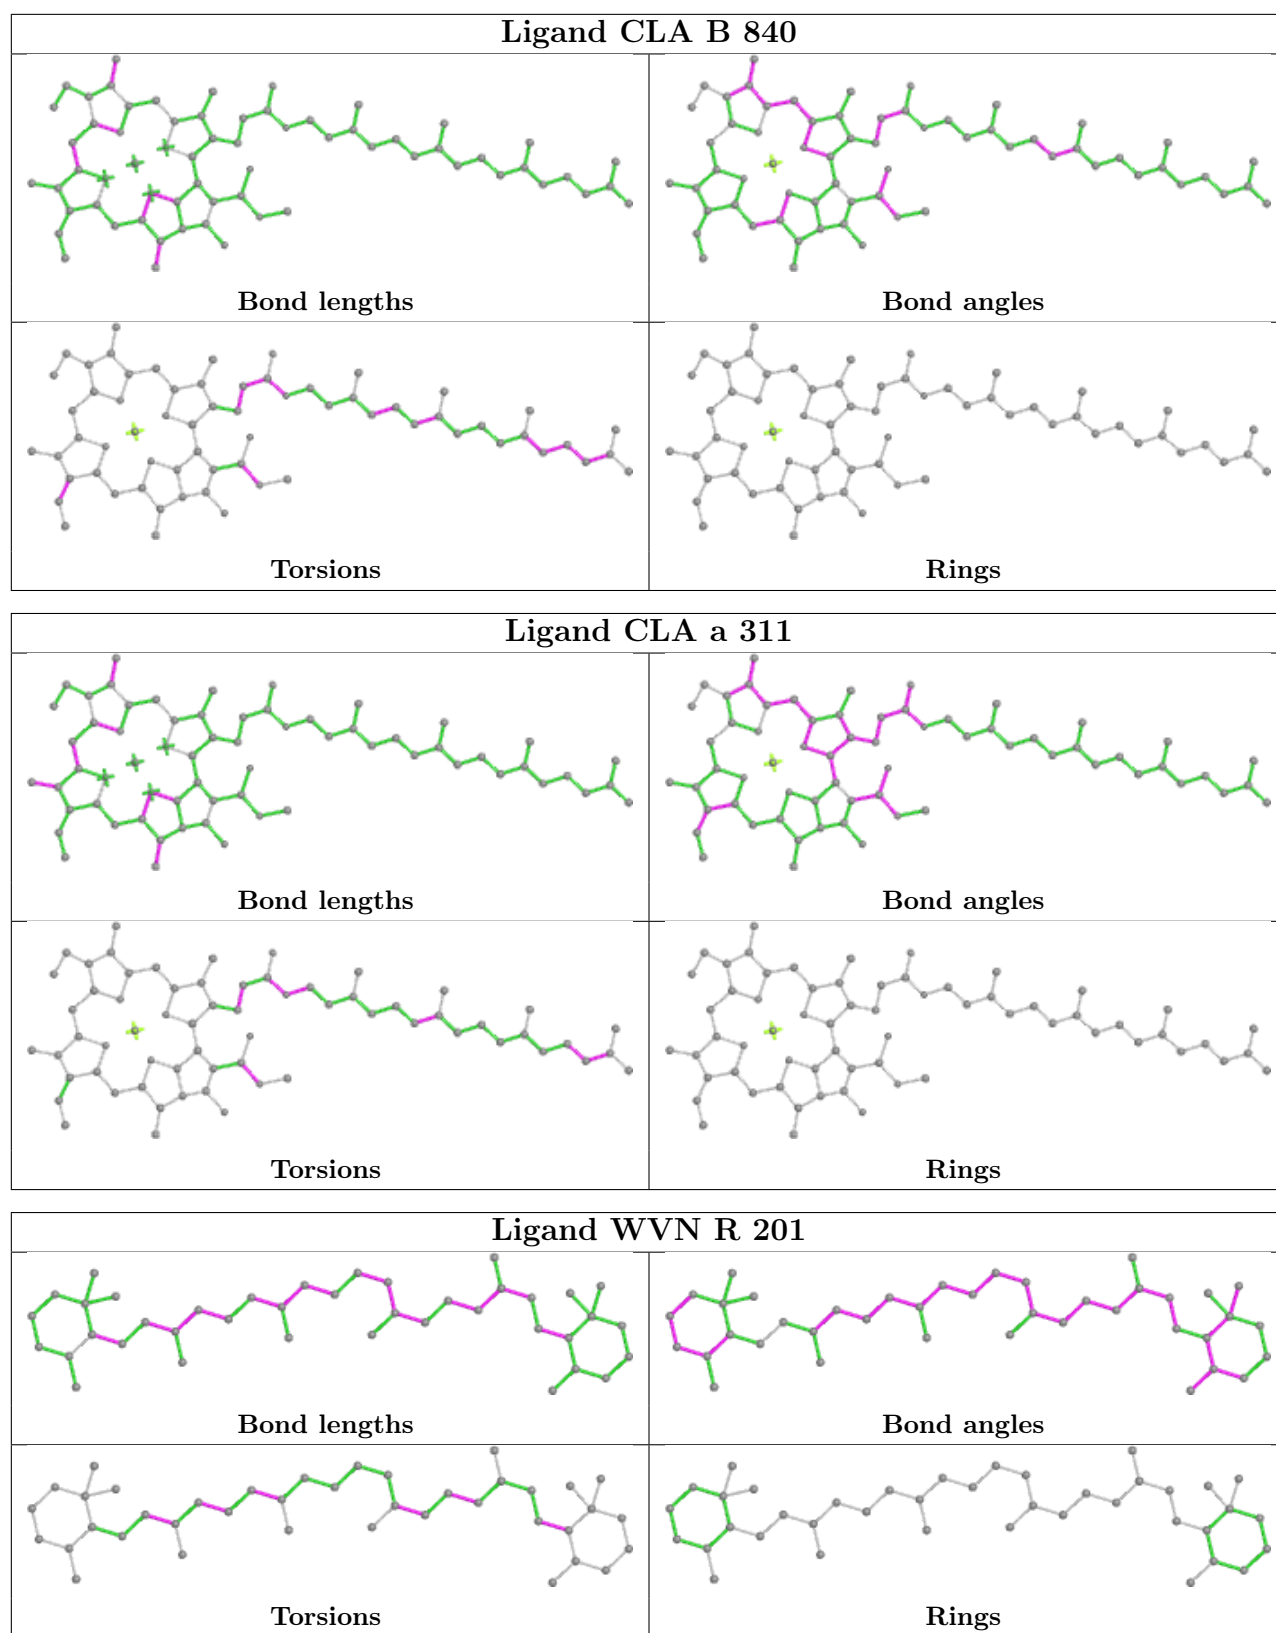 Ligand CLA B 840
Bond lengths
Bond angles
Torsions
Rings
Ligand CLA a 311
Bond lengths
Bond angles
Torsions
Rings
Ligand WVN R 201
Bond lengths
Bond angles
Torsions
Rings